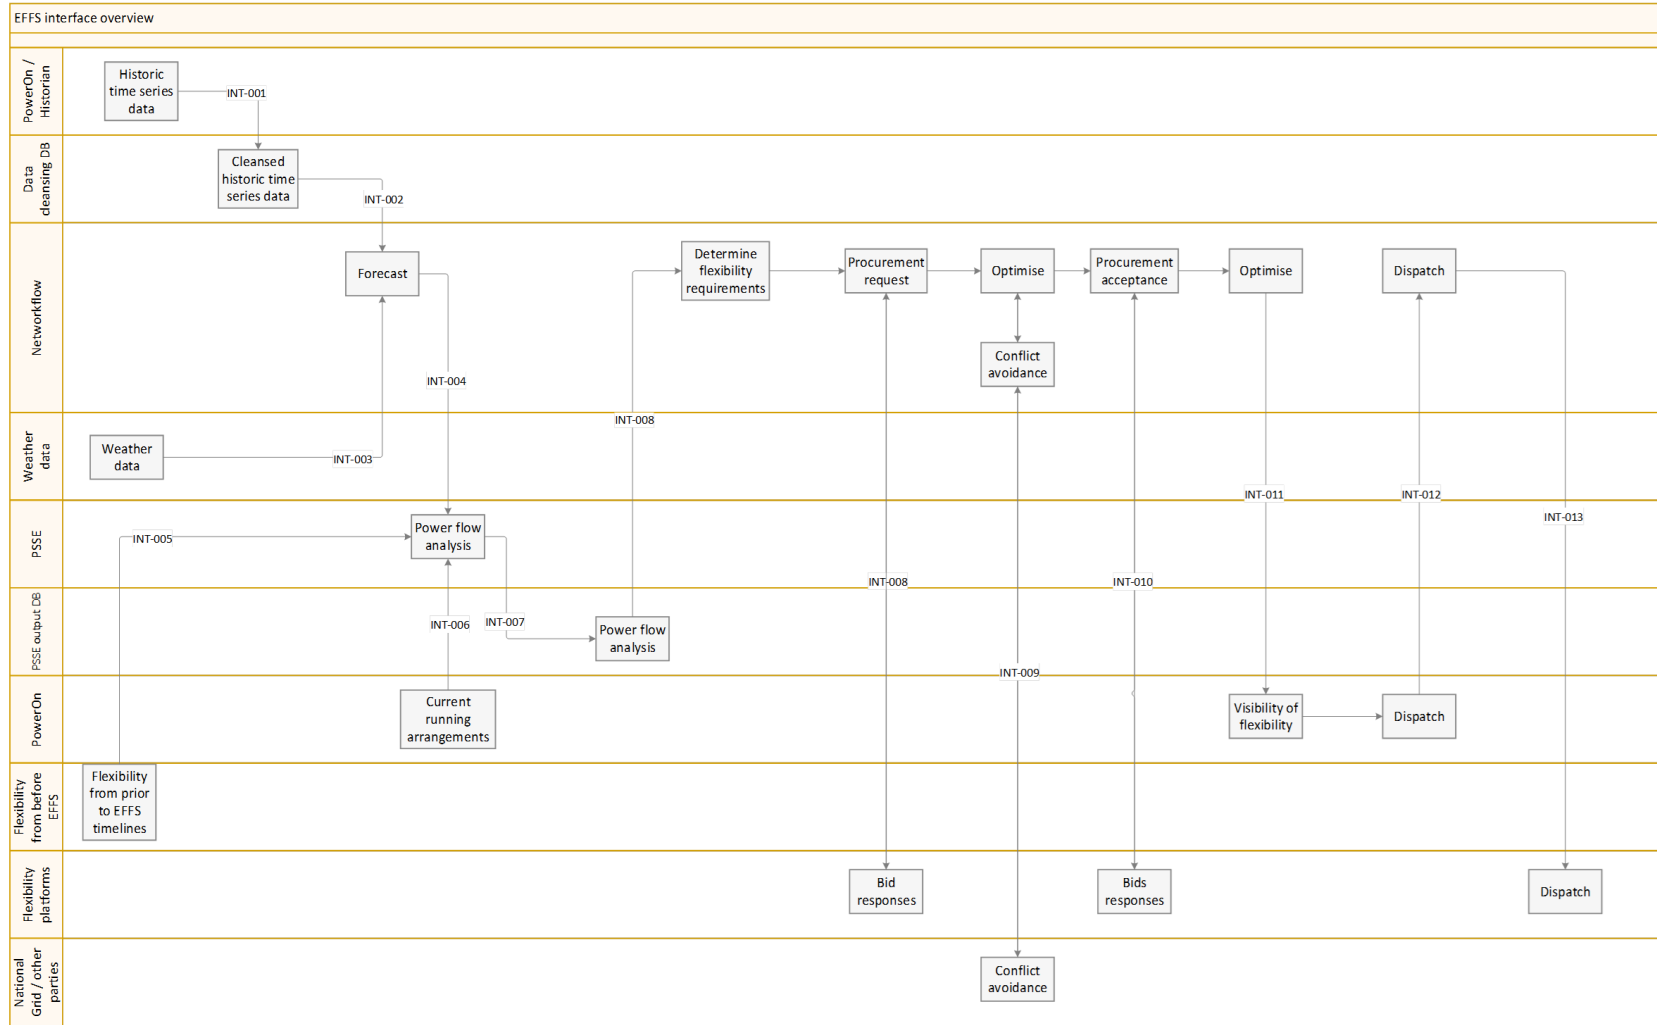 EFFS interface overview
PowerOn /
Historian
Historic
time series
data
INT-001
Data
cleansing DB
Cleansed
historic time
series data
INT-002
Networkflow
Forecast
Determine
flexibility
requirements
Procurement
request
Optimise
Procurement
acceptance
Optimise
Dispatch
Conflict
avoidance
INT-004
INT-008
Weather
data
Weather
data
INT-003
INT-011
INT-012
INT-013
PSSE
INT-005
Power flow
analysis
INT-008
INT-010
PSSE output DB
INT-006
INT-007
Power flow
analysis
INT-009
PowerOn
Current
running
arrangements
Visibility of
flexibility
Dispatch
Flexibility
from before
EFFS
Flexibility
from prior
to EFFS
timelines
Flexibility
platforms
Bid
responses
Bids
responses
Dispatch
National
Grid / other
parties
Conflict
avoidance